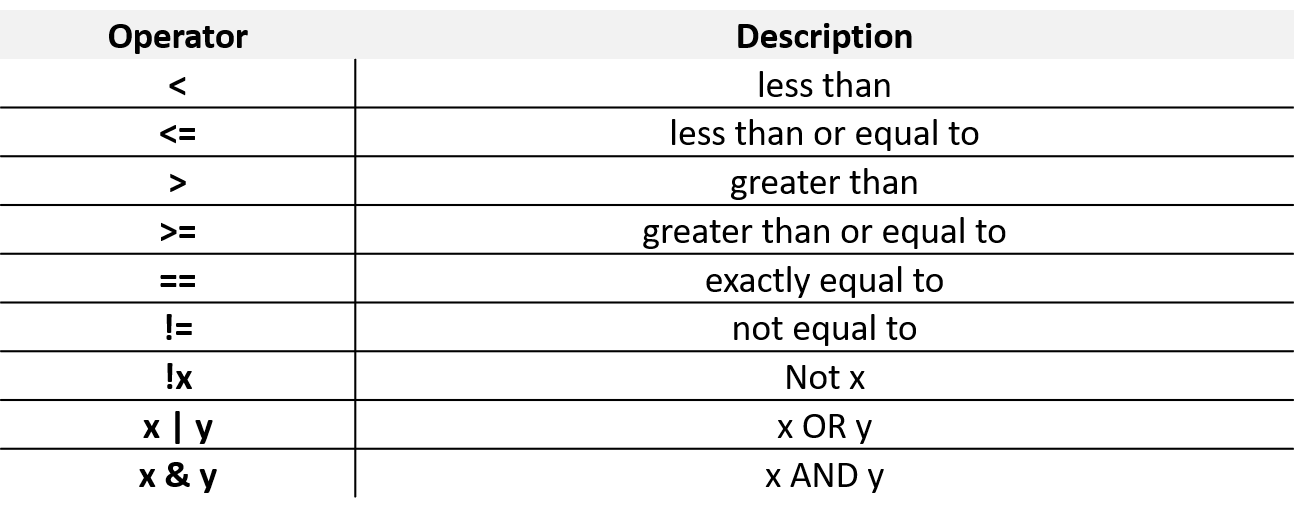 Operator Description
< less than
<= less than or equal to
> greater than
>= greater than or equal to
== exactly equal to
!= not equal to
!x Not x
x | y x OR y
x & y x AND y